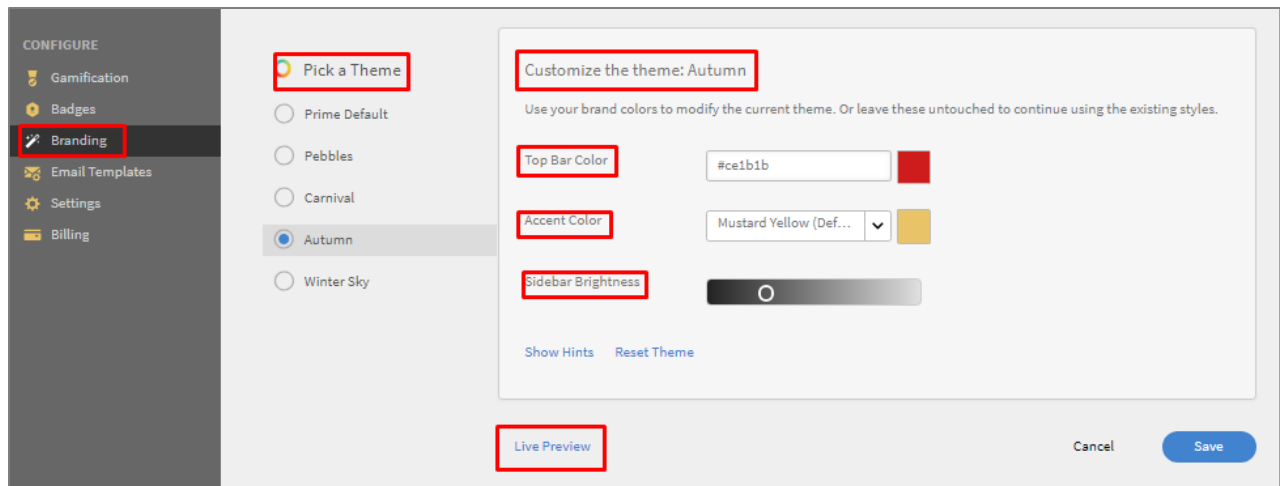 CONFIGURE
Gamification
Badges
Branding
Email Templates
Settings
Billing
Pick a Theme
Prime Default
Pebbles
Carnival
Autumn
Winter Sky
Customize the theme: Autumn
Use your brand colors to modify the current theme. Or leave these untouched to continue using the existing styles.
Top Bar Color
#ce1b1b
Accent Color
Mustard Yellow (Def...
Sidebar Brightness
Show Hints Reset Theme
Live Preview
Cancel
Save